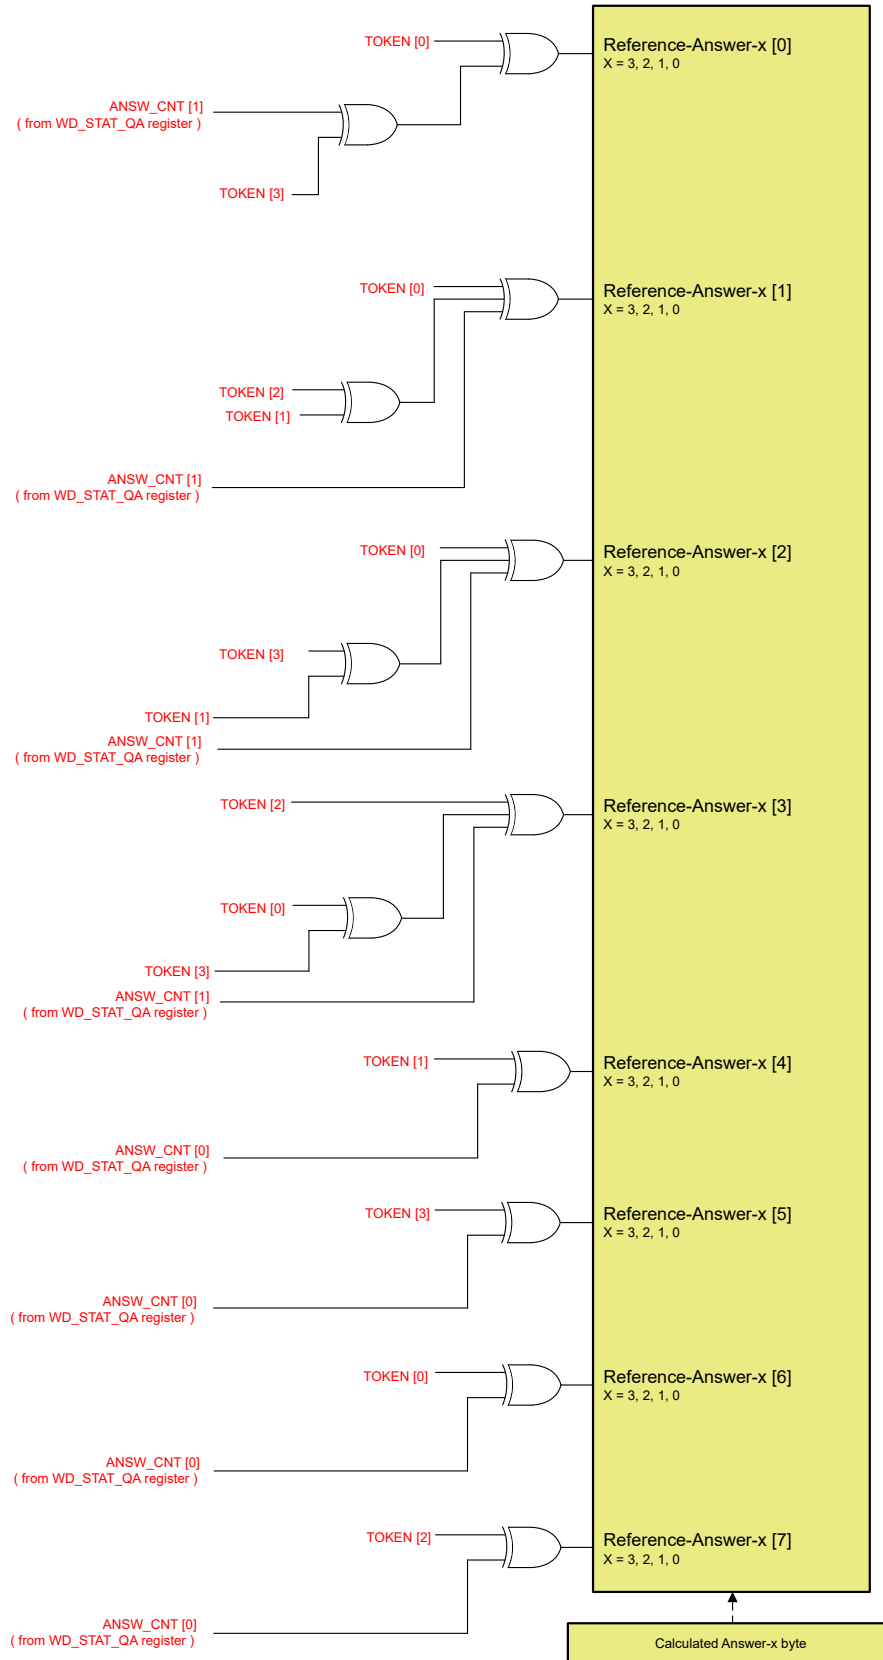 TOKEN [0]
Reference-Answer-x [0]
X = 3, 2, 1, 0
ANSW_CNT [1]
( from WD_STAT_QA register )
TOKEN [3]
TOKEN [0]
Reference-Answer-x [1]
X = 3, 2, 1, 0
TOKEN [2]
TOKEN [1]
ANSW_CNT [1]
( from WD_STAT_QA register )
TOKEN [0]
Reference-Answer-x [2]
X = 3, 2, 1, 0
TOKEN [3]
TOKEN [1]
ANSW_CNT [1]
( from WD_STAT_QA register )
TOKEN [2]
Reference-Answer-x [3]
X = 3, 2, 1, 0
TOKEN [0]
TOKEN [3]
ANSW_CNT [1]
( from WD_STAT_QA register )
TOKEN [1]
Reference-Answer-x [4]
X = 3, 2, 1, 0
ANSW_CNT [0]
( from WD_STAT_QA register )
TOKEN [3]
Reference-Answer-x [5]
X = 3, 2, 1, 0
ANSW_CNT [0]
( from WD_STAT_QA register )
TOKEN [0]
Reference-Answer-x [6]
X = 3, 2, 1, 0
ANSW_CNT [0]
( from WD_STAT_QA register )
TOKEN [2]
Reference-Answer-x [7]
X = 3, 2, 1, 0
ANSW_CNT [0]
( from WD_STAT_QA register )
Calculated Answer-x byte